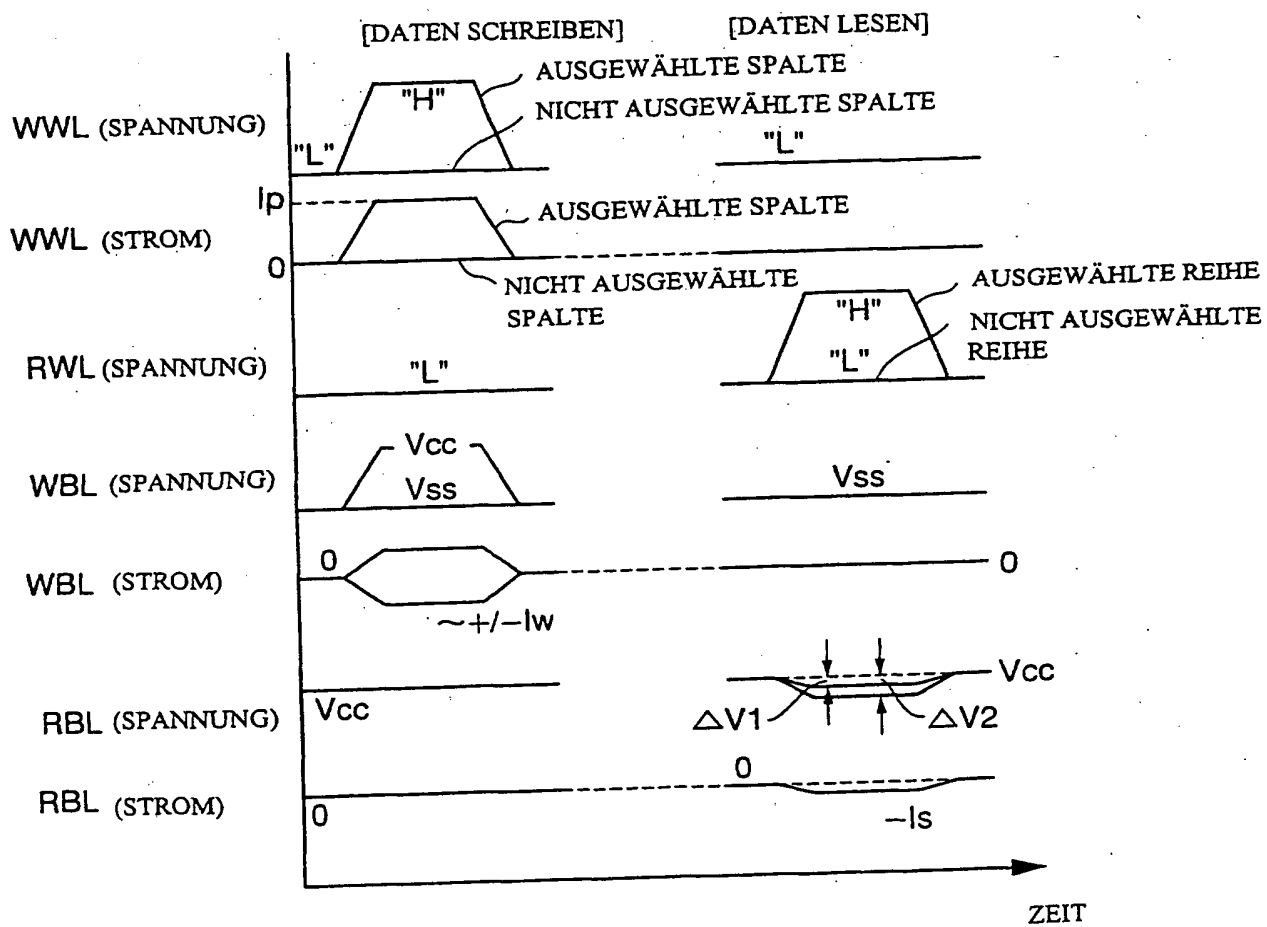 [DATEN SCHREIBEN] [DATEN LESEN]
AUSGEWÄHLTE SPALTE
"H"
NICHT AUSGEWÄHLTE SPALTE
WWL (SPANNUNG)
"L"
"L"
Ip
AUSGEWÄHLTE SPALTE
WWL (STROM)
0
NICHT AUSGEWÄHLTE
SPALTE
AUSGEWÄHLTE REIHE
"H"
NICHT AUSGEWÄHLTE
REIHE
RWL (SPANNUNG)
"L"
"L"
Vcc
WBL (SPANNUNG)
Vss
Vss
0
WBL (STROM)
0
~+/-Iw
Vcc
Vcc
RBL (SPANNUNG)
△V1
△V2
0
RBL (STROM)
0
-Is
ZEIT